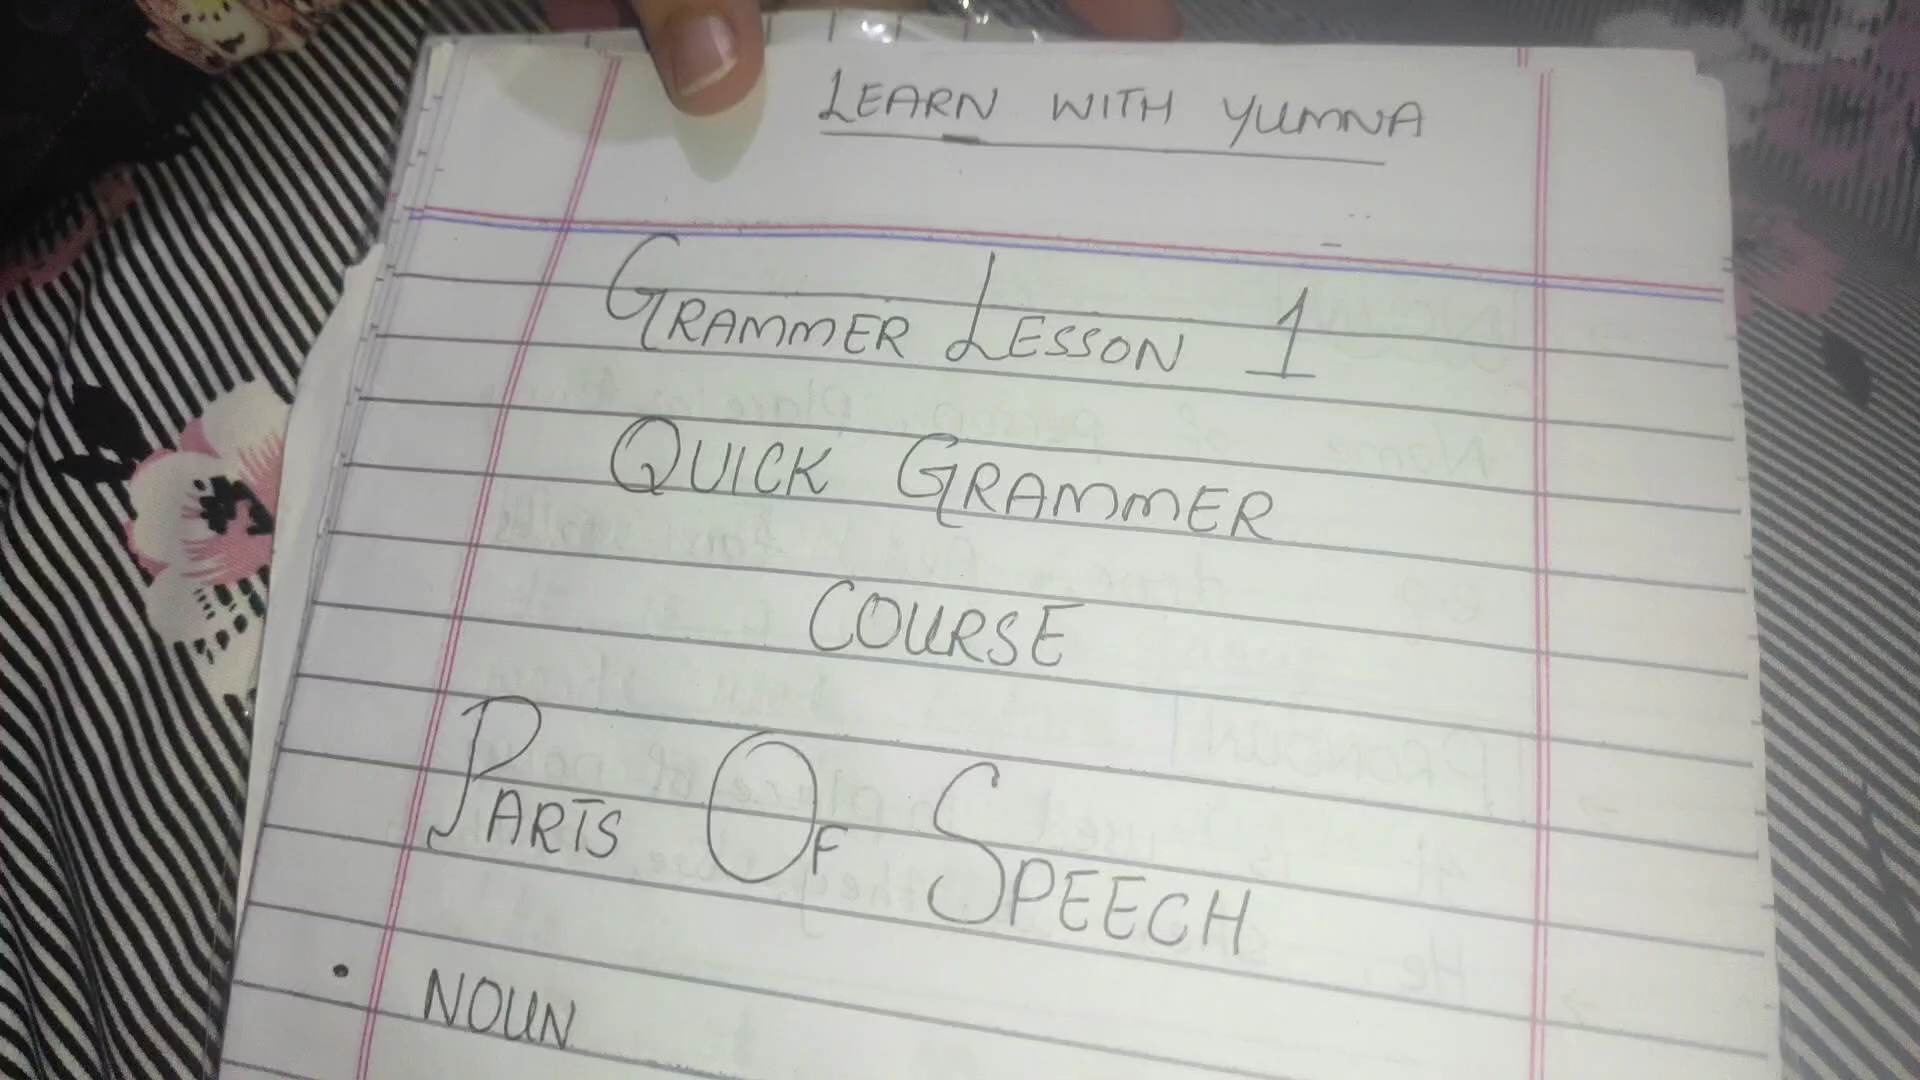 LEARN WITH YUMNA
GRAMMER LESSON 1
QUICK GRAMMER
COURSE
PARTS OF SPEECH
• NOUN